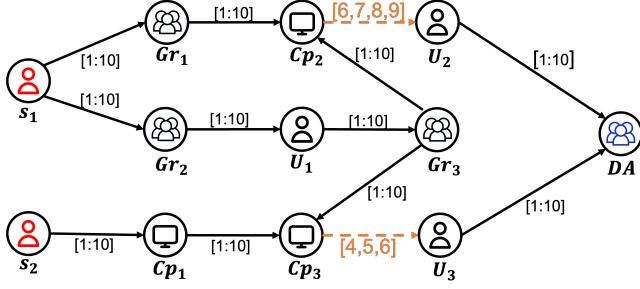 [1:10]
[1:10]
[6,7,8,9]
Gr₁
Cp₂
U₂
[1:10]
[1:10]
s₁
[1:10]
[1:10]
[1:10]
[1:10]
Gr₂
U₁
Gr₃
DA
[1:10]
[1:10]
[1:10]
[1:10]
[4,5,6]
s₂
Cp₁
Cp₃
U₃